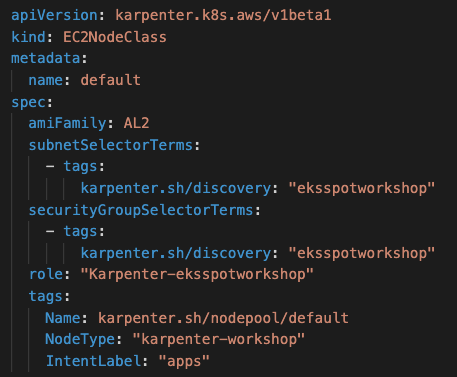 apiVersion: karpenter.k8s.aws/v1beta1
kind: EC2NodeClass
metadata:
  name: default
spec:
  amiFamily: AL2
  subnetSelectorTerms:
    - tags:
        karpenter.sh/discovery: "eksspotworkshop"
  securityGroupSelectorTerms:
    - tags:
        karpenter.sh/discovery: "eksspotworkshop"
  role: "Karpenter-eksspotworkshop"
  tags:
    Name: karpenter.sh/nodepool/default
    NodeType: "karpenter-workshop"
    IntentLabel: "apps"